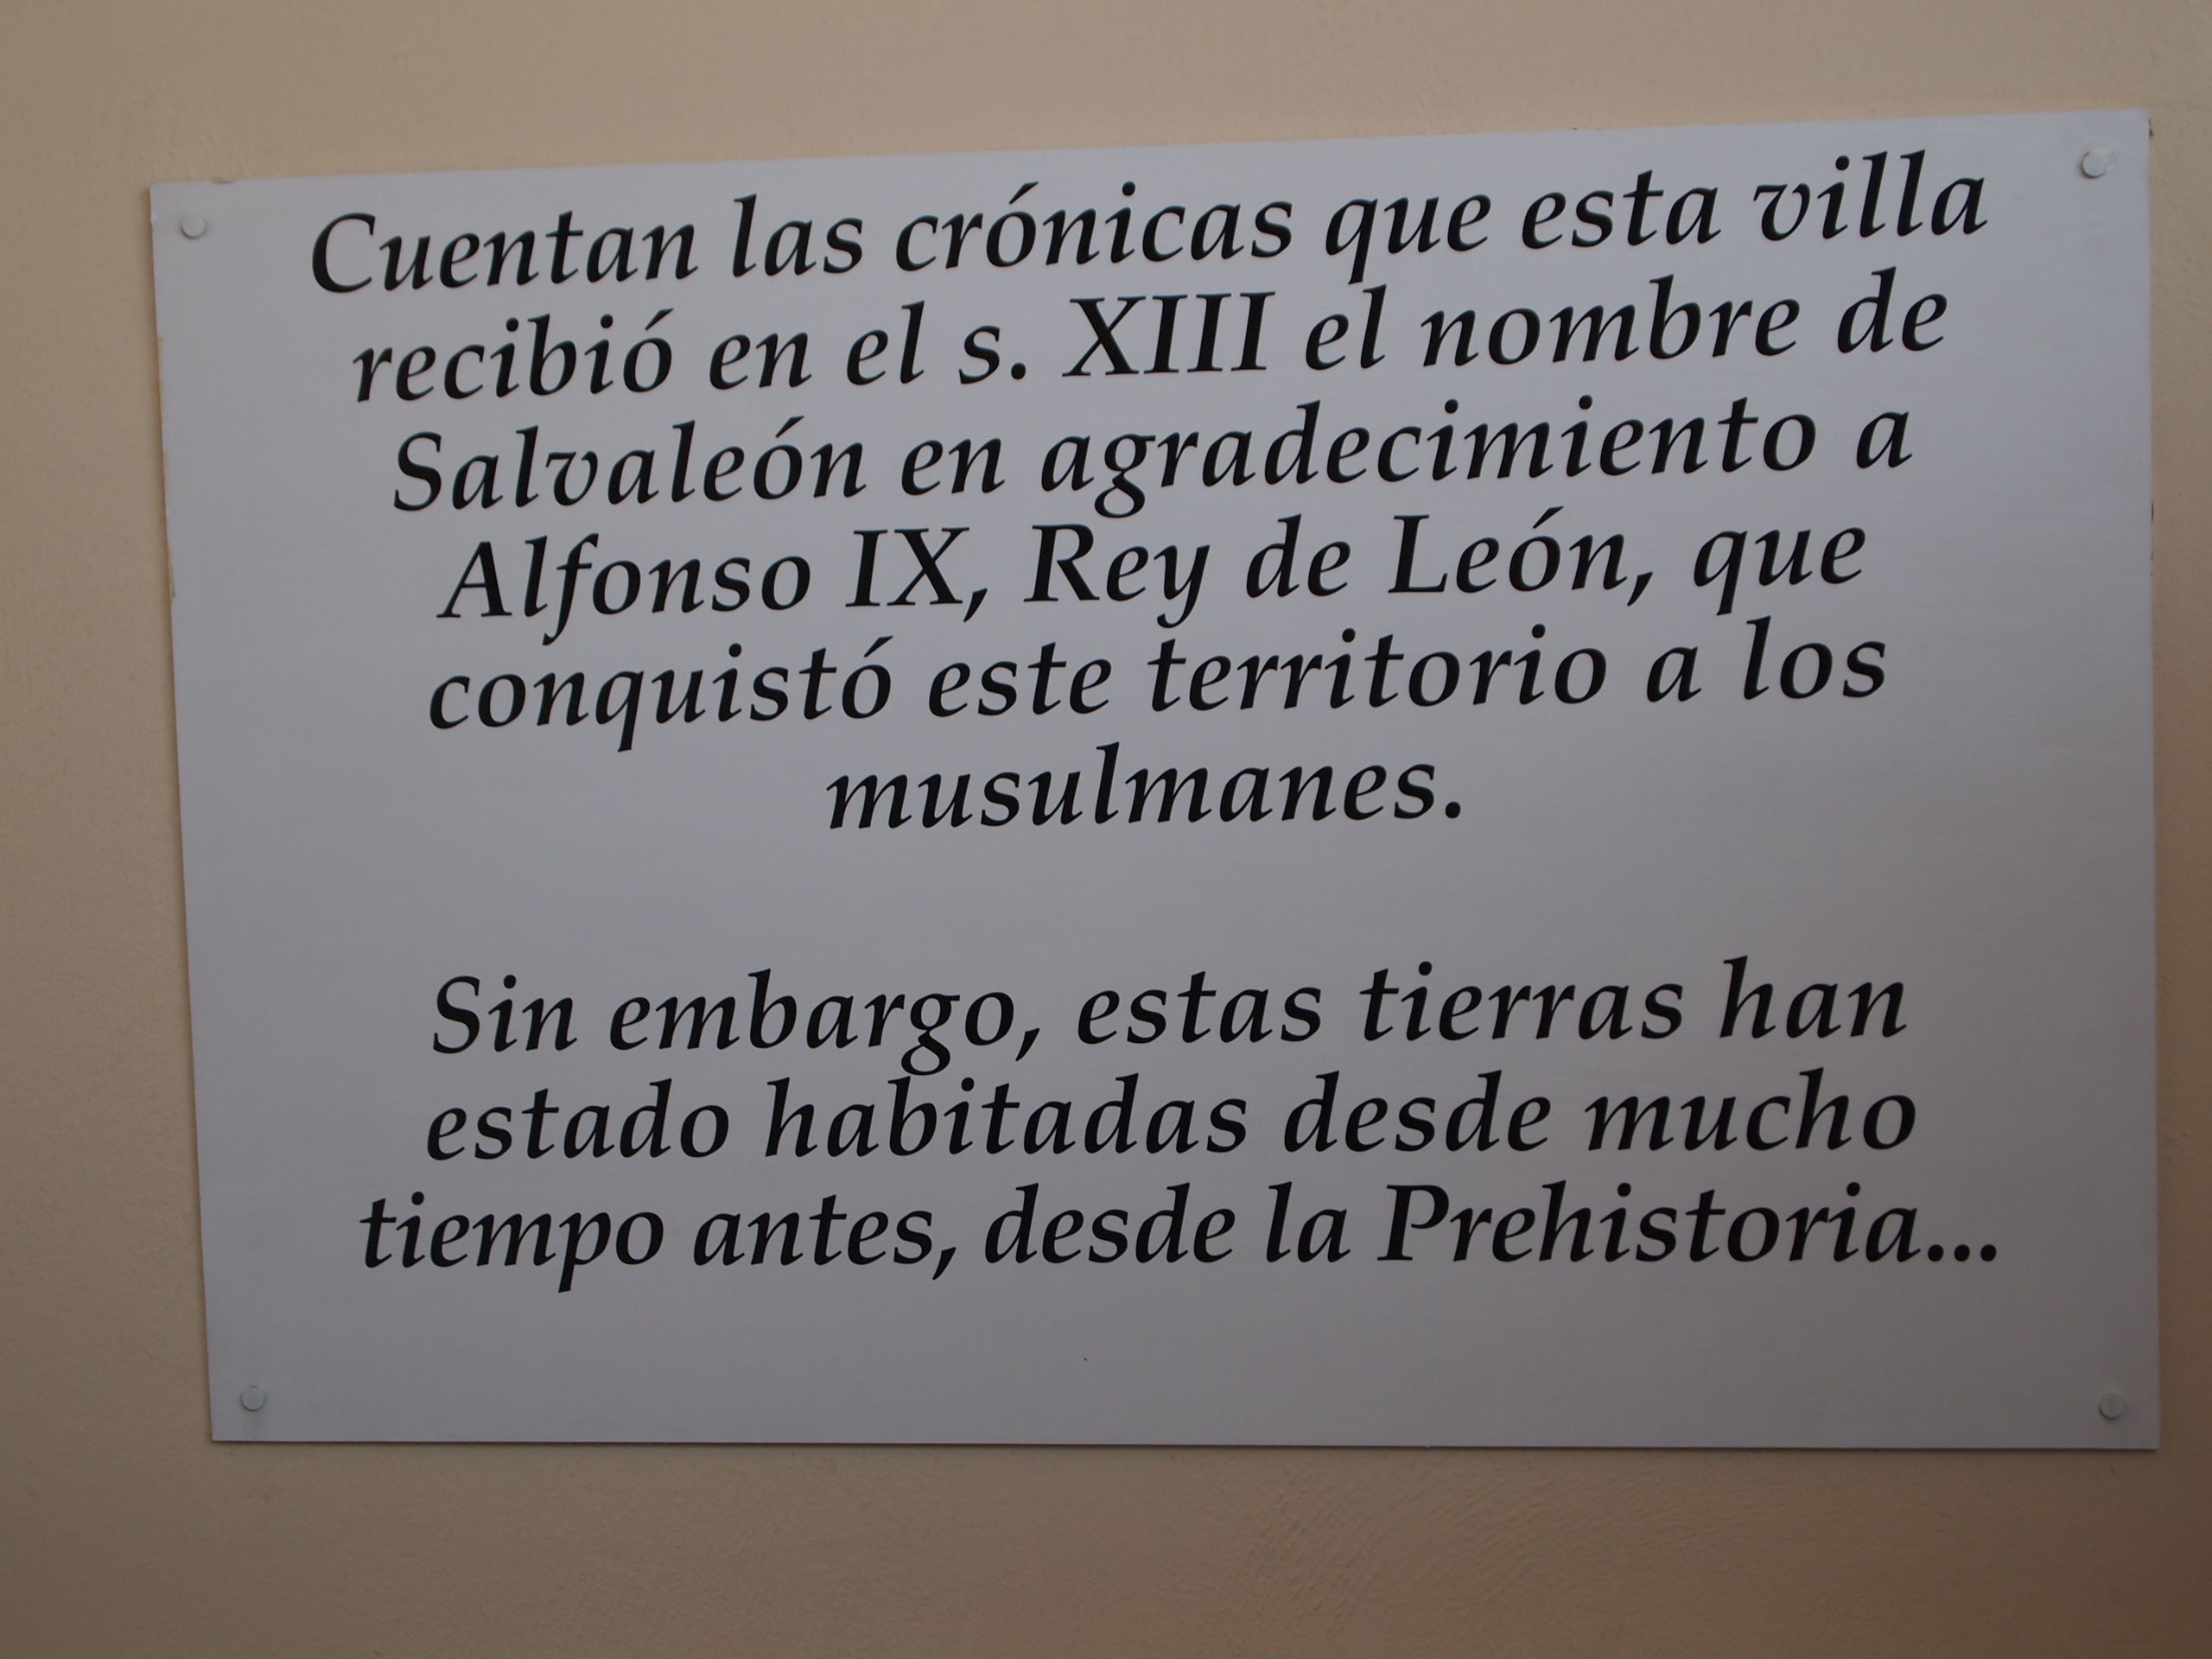 Cuentan las crónicas que esta villa
recibió en el s. XIII el nombre de
Salvaleón en agradecimiento a
Alfonso IX, Rey de León, que
conquistó este territorio a los
musulmanes.
Sin embargo, estas tierras han
estado habitadas desde mucho
tiempo antes, desde la Prehistoria...